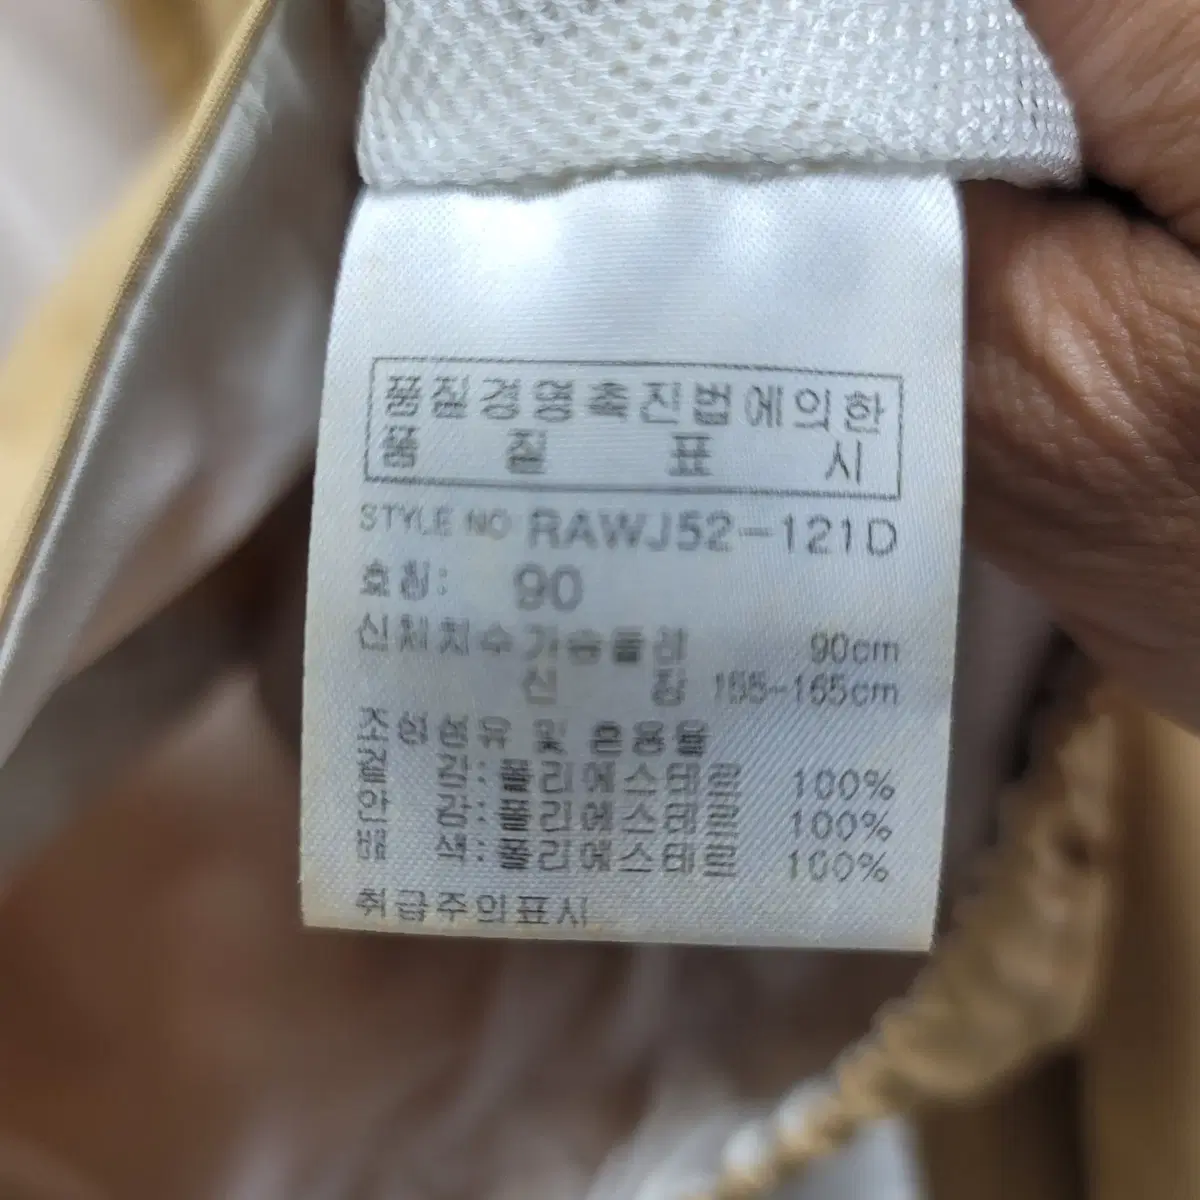 품질경영촉진법에의한
품 질 표 시
STYLE NO RAWJ52-121D
호칭: 90
신체치수 가슴둘레 90cm
신 장 155-165cm
조성섬유 및 혼용율
겉 감: 폴리에스테르 100%
안 감: 폴리에스테르 100%
배 색: 폴리에스테르 100%
취급주의표시